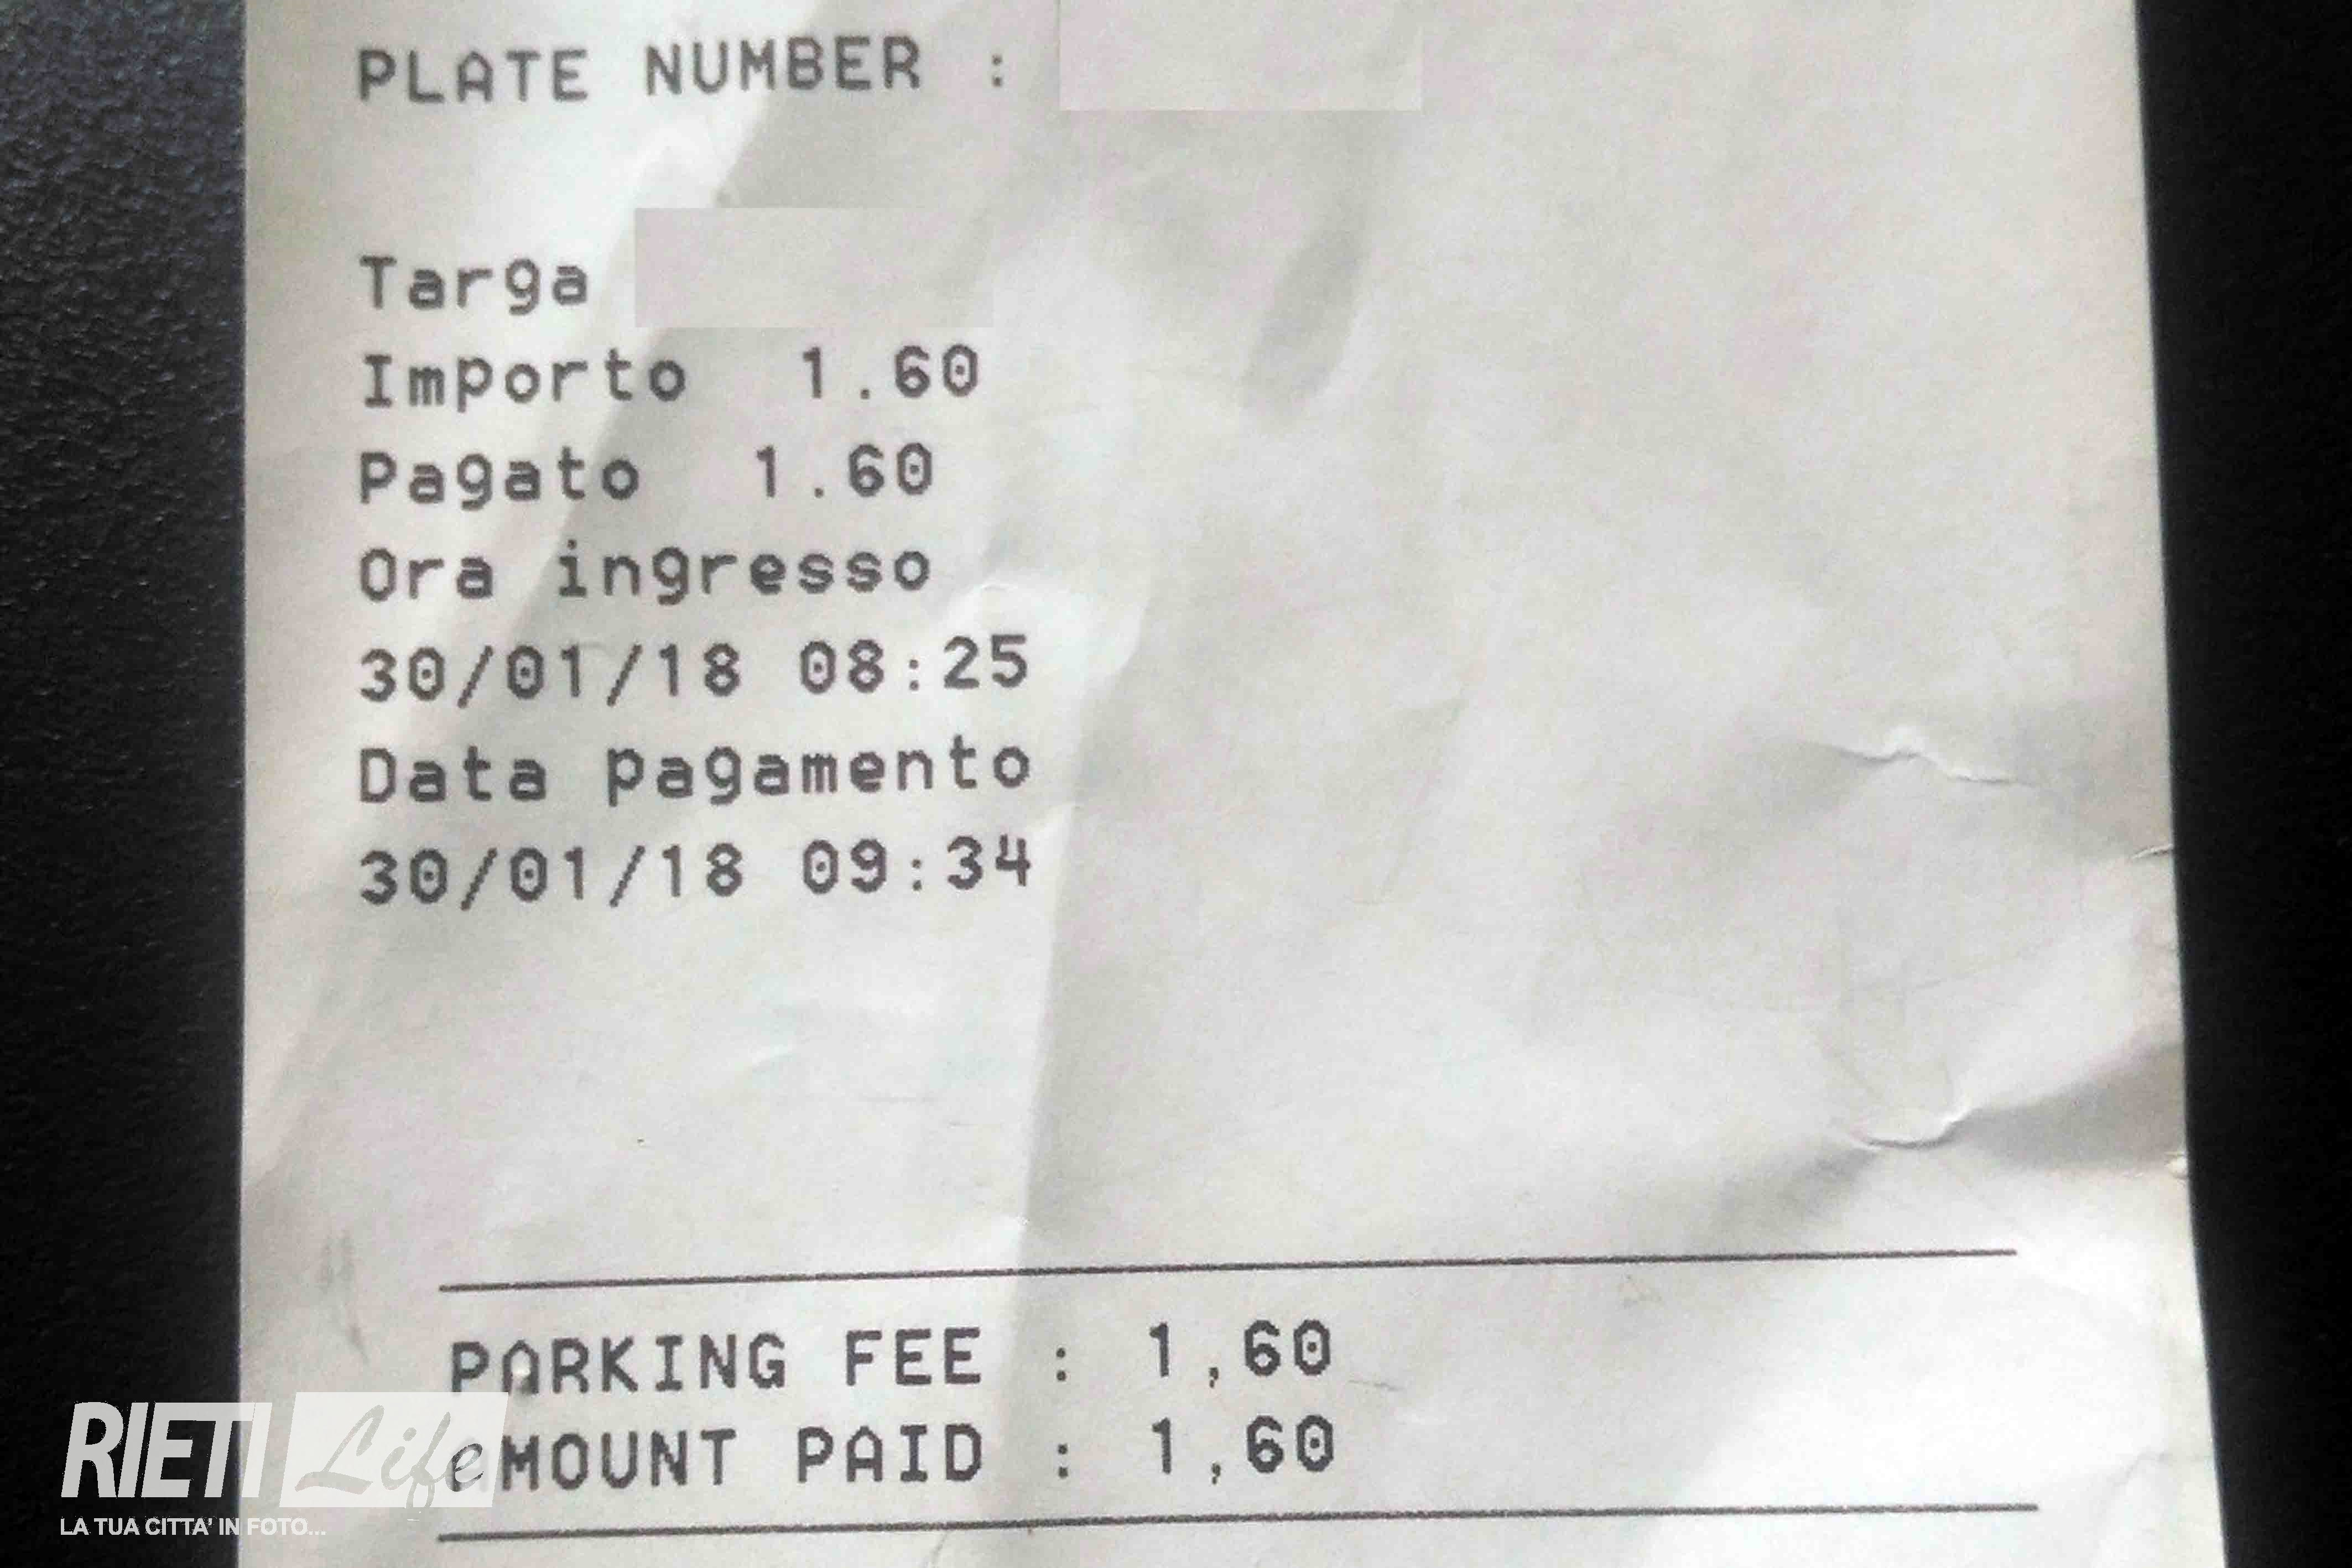 PLATE NUMBER :
Targa
Importo 1.60
Pagato 1.60
Ora ingresso
30/01/18 08:25
Data pagamento
30/01/18 09:34
PARKING FEE : 1,60
AMOUNT PAID : 1,60
RIETI Life
LA TUA CITTA' IN FOTO...